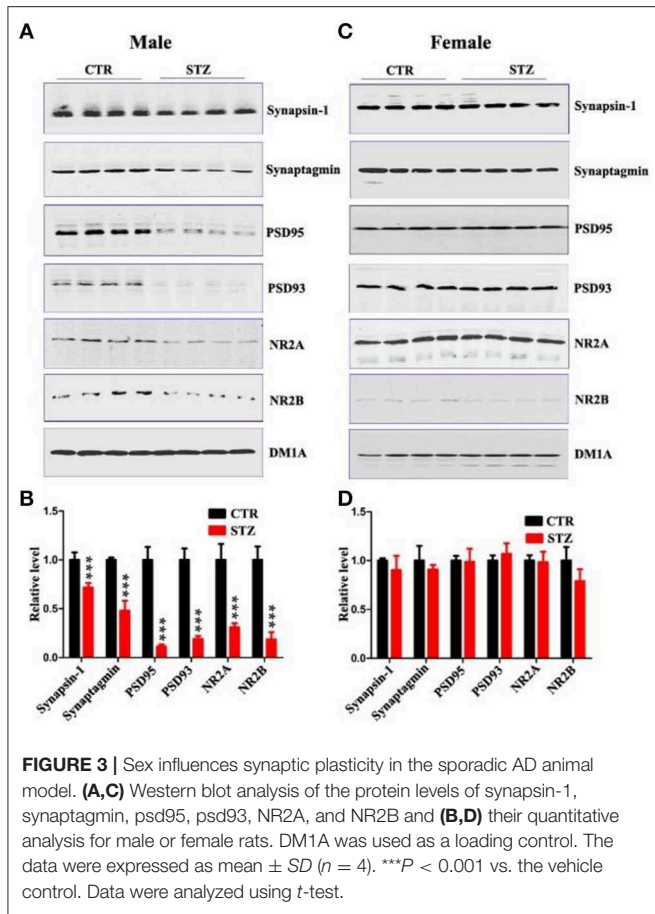 A
Male
CTR STZ
Synapsin-1
Synaptagmin
PSD95
PSD93
NR2A
NR2B
DM1A
B
Relative level
1.5
1.0
0.5
0.0
CTR
STZ
***
***
***
***
***
***
Synapsin-1
Synaptagmin
PSD95
PSD93
NR2A
NR2B
C
Female
CTR STZ
Synapsin-1
Synaptagmin
PSD95
PSD93
NR2A
NR2B
DM1A
D
Relative level
1.5
1.0
0.5
0.0
CTR
STZ
Synapsin-1
Synaptagmin
PSD95
PSD93
NR2A
NR2B
FIGURE 3 | Sex influences synaptic plasticity in the sporadic AD animal
model. (A,C) Western blot analysis of the protein levels of synapsin-1,
synaptagmin, psd95, psd93, NR2A, and NR2B and (B,D) their quantitative
analysis for male or female rats. DM1A was used as a loading control. The
data were expressed as mean ± SD (n = 4). ***P < 0.001 vs. the vehicle
control. Data were analyzed using t-test.